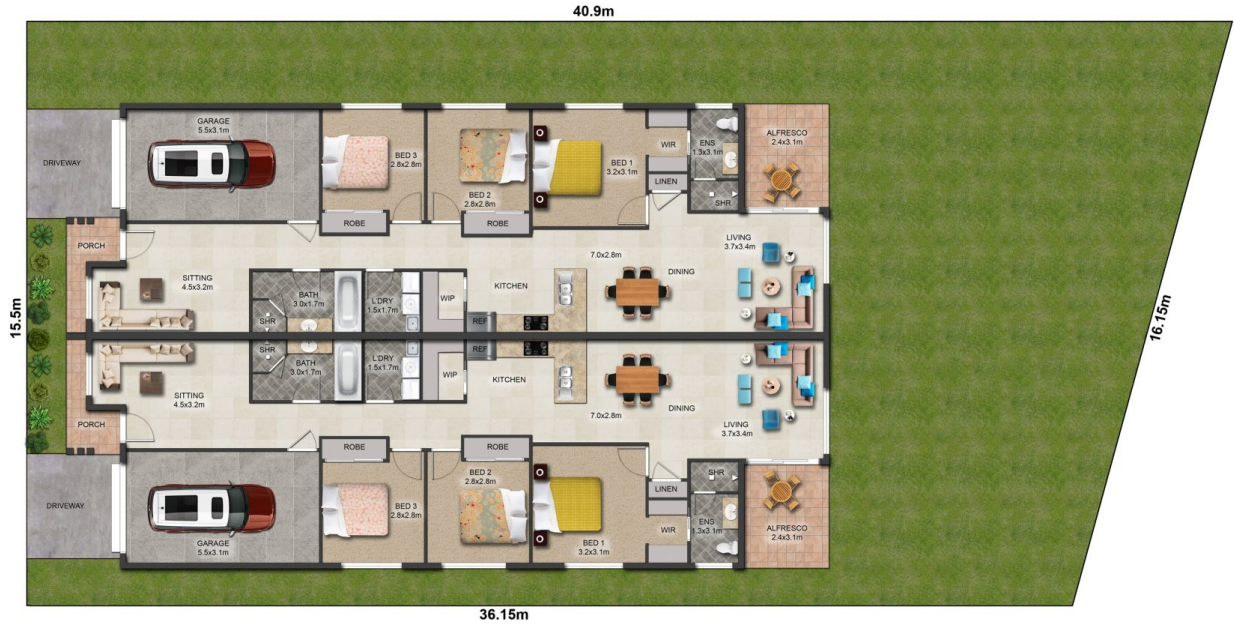 40.9m
GARAGE
5.5x3.1m
DRIVEWAY
BED 3
2.8x2.8m
BED 2
2.8x2.8m
BED 1
3.2x3.1m
WIR
ENS
1.3x3.1m
ALFRESCO
2.4x3.1m
LINEN
SHR
ROBE
ROBE
PORCH
SITTING
4.5x3.2m
BATH
3.0x1.7m
SHR
L'DRY
1.5x1.7m
WIP
REF
KITCHEN
7.0x2.8m
DINING
LIVING
3.7x3.4m
15.5m
16.15m
SITTING
4.5x3.2m
SHR
BATH
3.0x1.7m
L'DRY
1.5x1.7m
WIP
REF
KITCHEN
7.0x2.8m
DINING
LIVING
3.7x3.4m
PORCH
ROBE
ROBE
DRIVEWAY
GARAGE
5.5x3.1m
BED 3
2.8x2.8m
BED 2
2.8x2.8m
BED 1
3.2x3.1m
LINEN
SHR
WIR
ENS
1.3x3.1m
ALFRESCO
2.4x3.1m
36.15m